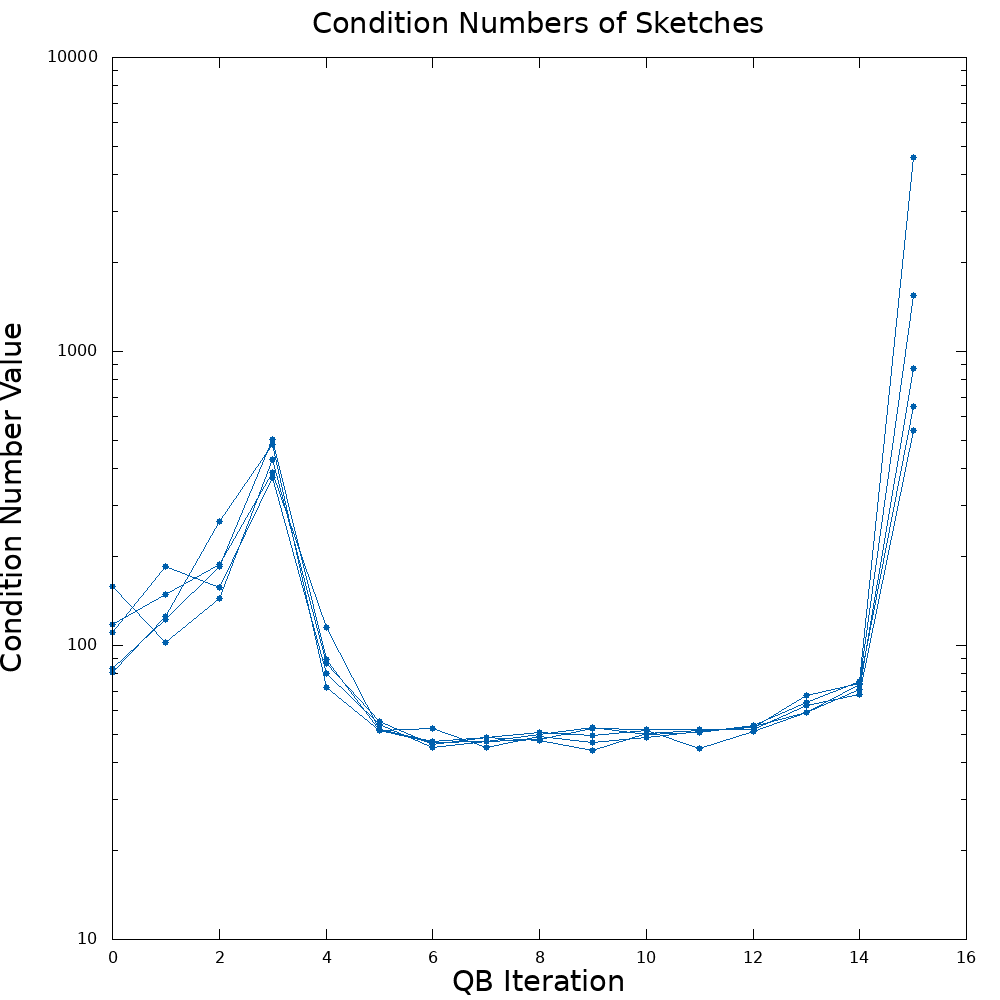 Condition Numbers of Sketches
10000
1000
100
10
Condition Number Value
0 2 4 6 8 10 12 14 16
QB Iteration